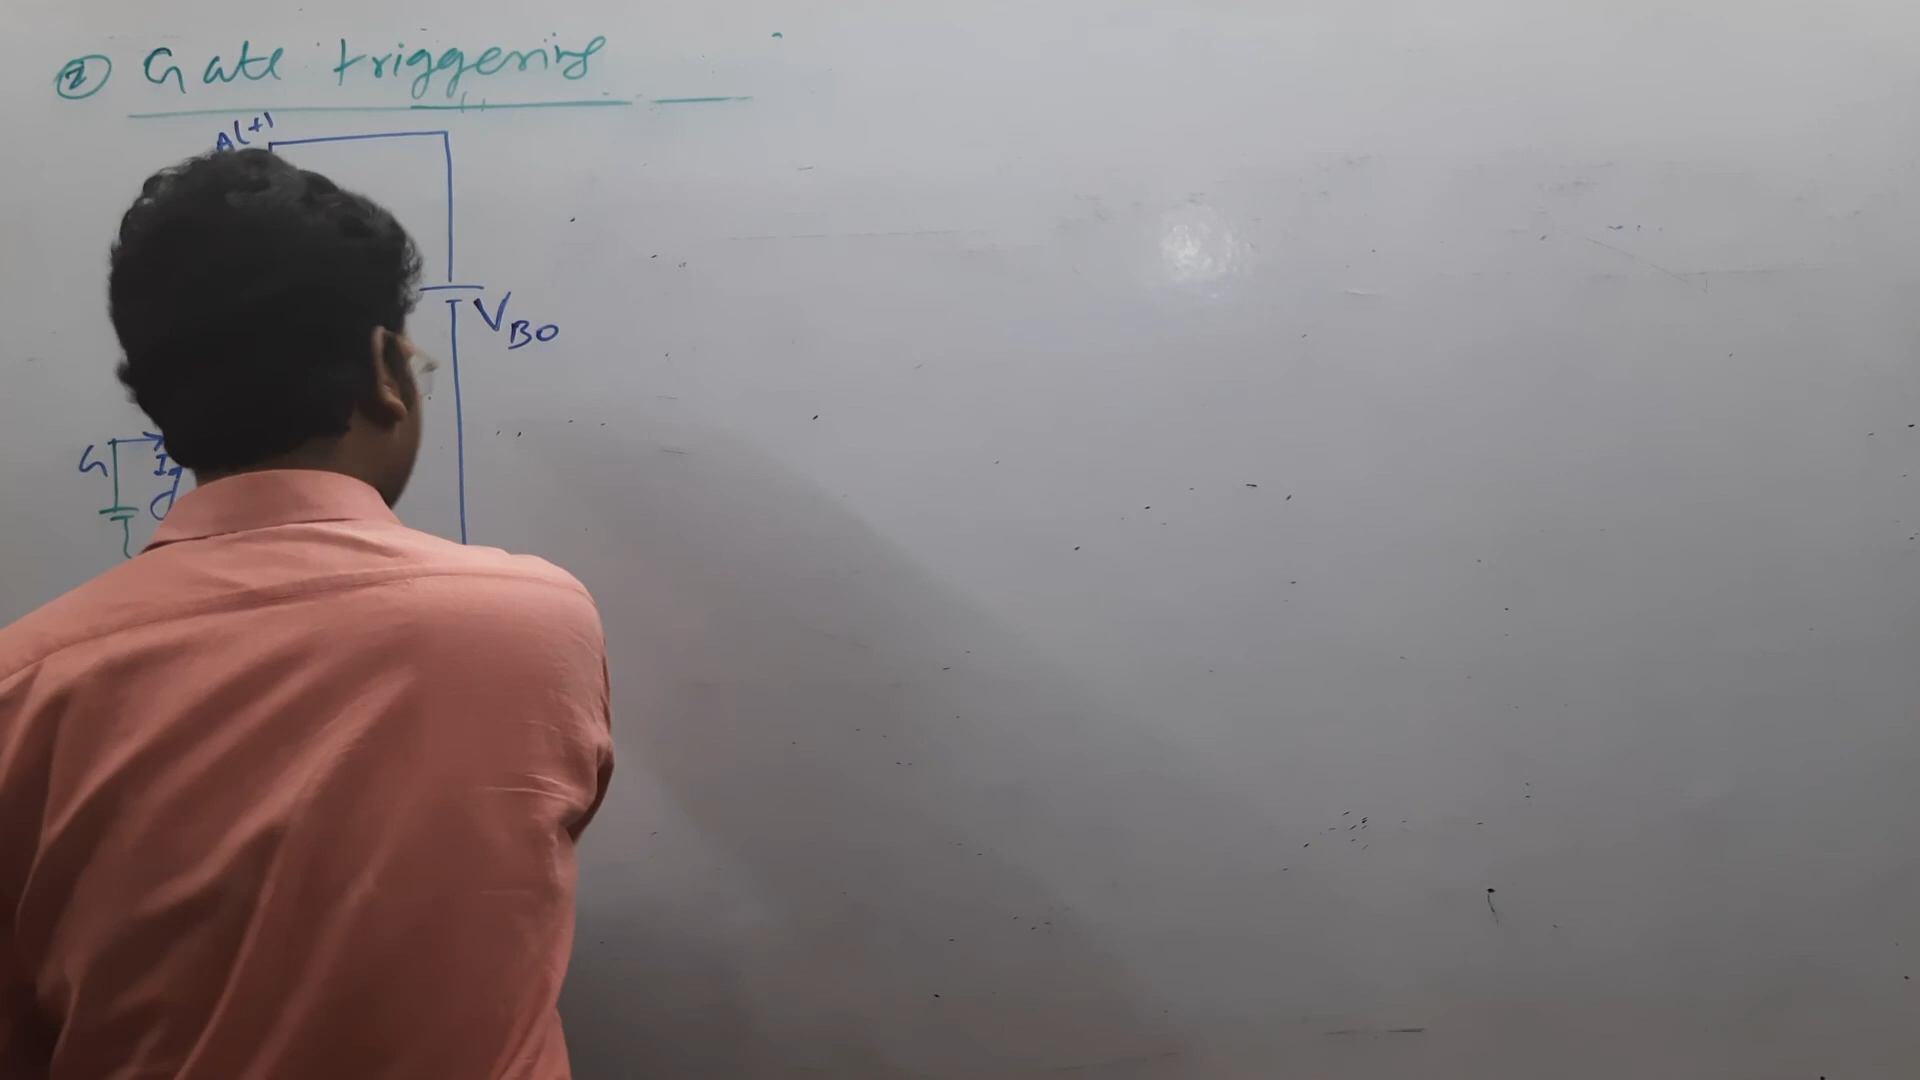 ② Gate triggering
A(+)
VBO
G
Ig